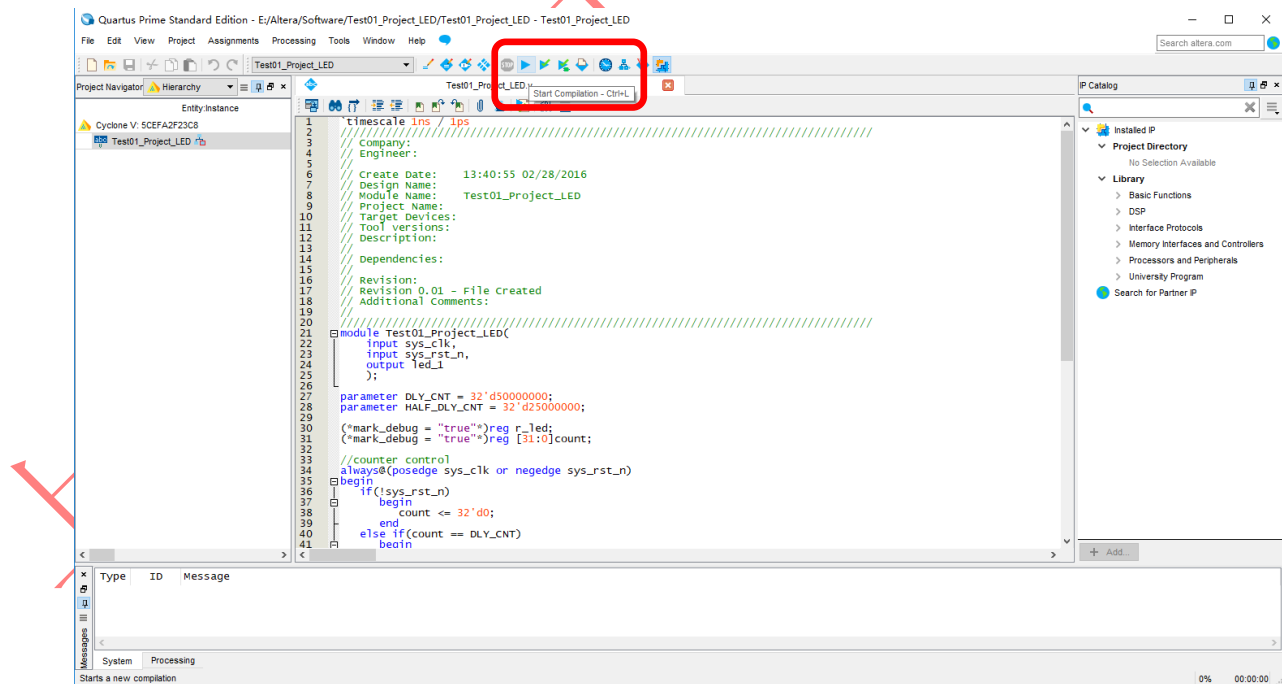 Quartus Prime Standard Edition - E:/Altera/Software/Test01_Project_LED/Test01_Project_LED - Test01_Project_LED
File Edit View Project Assignments Processing Tools Window Help
Search altera.com
Test01_Project_LED
STOP
Project Navigator Hierarchy
Entity:Instance
Cyclone V: 5CEFA2F23C8
Test01_Project_LED
Test01_Project_LED.v
Start Compilation - Ctrl+L
1 `timescale 1ns / 1ps
2 //////////////////////////////////////////////////////////////////////////////////
3 // Company:
4 // Engineer:
5 //
6 // Create Date: 13:40:55 02/28/2016
7 // Design Name:
8 // Module Name: Test01_Project_LED
9 // Project Name:
10 // Target Devices:
11 // Tool versions:
12 // Description:
13 //
14 // Dependencies:
15 //
16 // Revision:
17 // Revision 0.01 - File Created
18 // Additional Comments:
19 //
20 //////////////////////////////////////////////////////////////////////////////////
21 module Test01_Project_LED(
22 input sys_clk,
23 input sys_rst_n,
24 output led_1
25 );
26
27 parameter DLY_CNT = 32'd50000000;
28 parameter HALF_DLY_CNT = 32'd25000000;
29
30 (*mark_debug = "true"*)reg r_led;
31 (*mark_debug = "true"*)reg [31:0]count;
32
33 //counter control
34 always@(posedge sys_clk or negedge sys_rst_n)
35 begin
36 if(!sys_rst_n)
37 begin
38 count <= 32'd0;
39 end
40 else if(count == DLY_CNT)
41 begin
IP Catalog
Installed IP
Project Directory
No Selection Available
Library
Basic Functions
DSP
Interface Protocols
Memory Interfaces and Controllers
Processors and Peripherals
University Program
Search for Partner IP
+ Add...
Type ID Message
Messages
System Processing
Starts a new compilation
0% 00:00:00